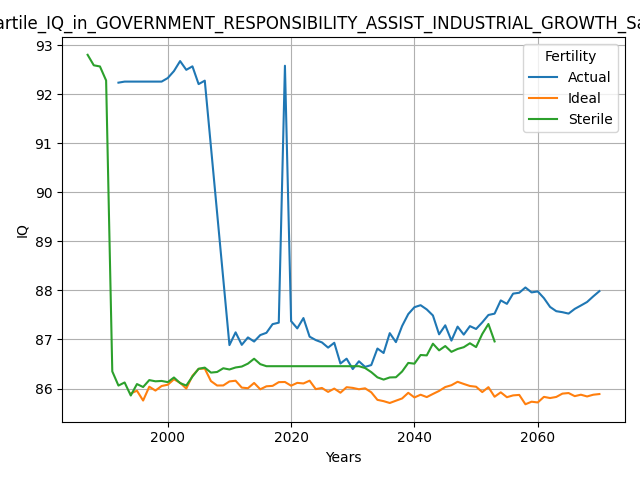 artile_IQ_in_GOVERNMENT_RESPONSIBILITY_ASSIST_INDUSTRIAL_GROWTH_Sa
93
92
91
90
89
88
87
86
IQ
Fertility
Actual
Ideal
Sterile
2000
2020
2040
2060
Years